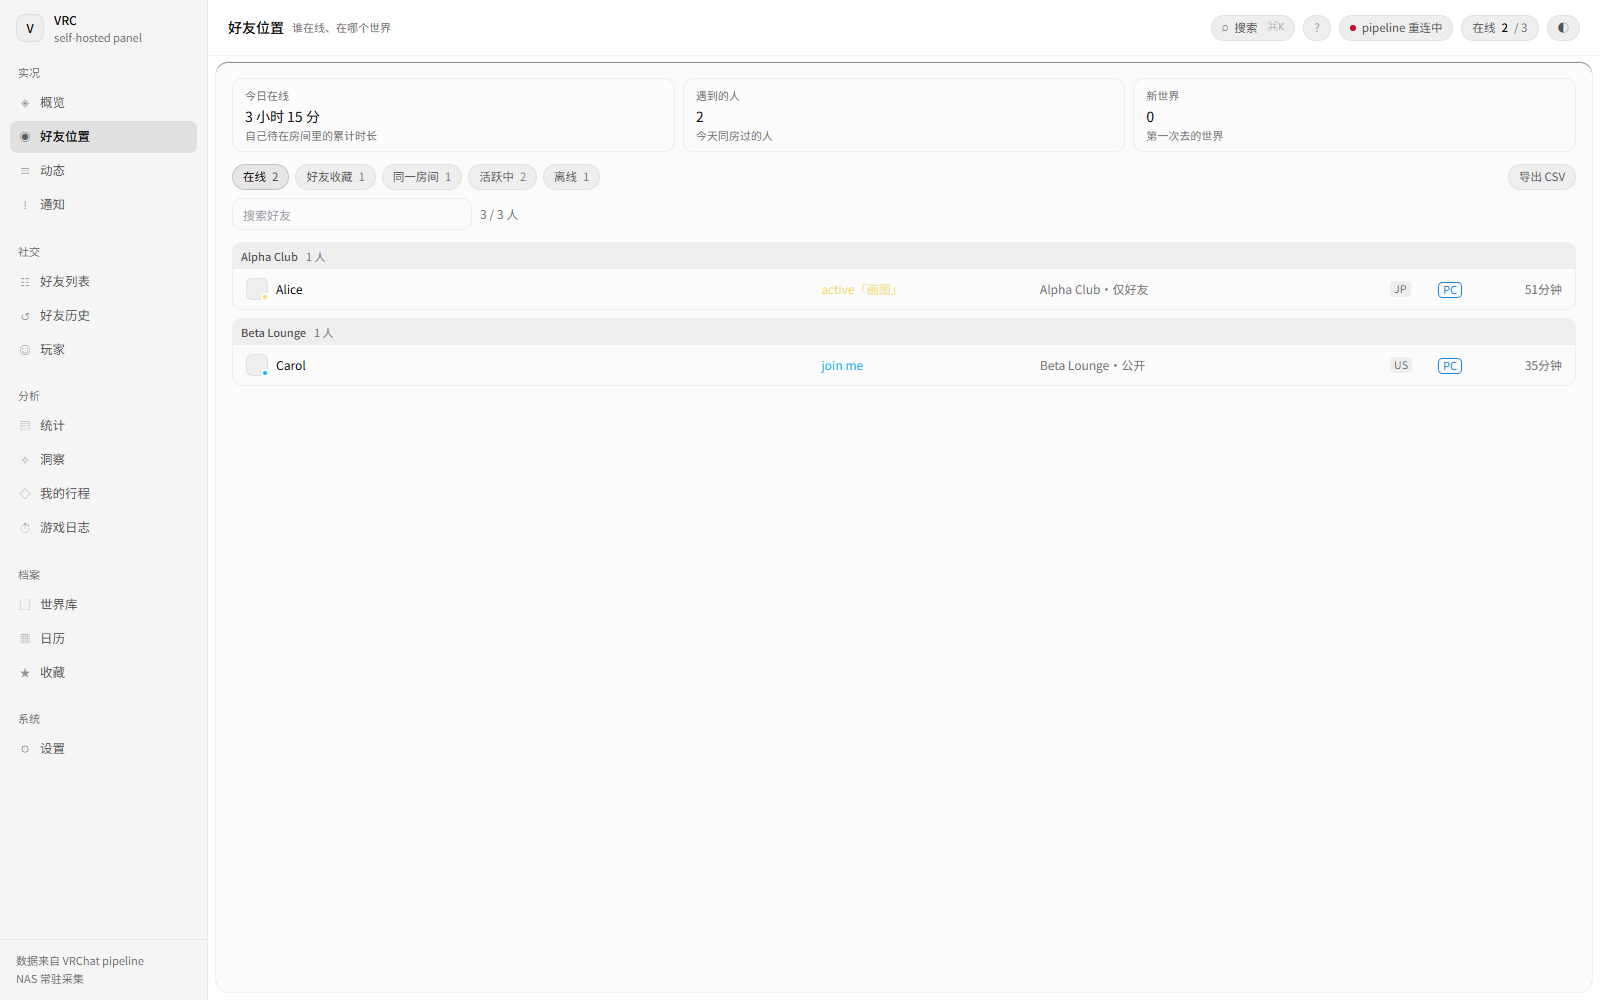 V
VRC
self-hosted panel
实况
概览
好友位置
动态
通知
社交
好友列表
好友历史
玩家
分析
统计
洞察
我的行程
游戏日志
档案
世界库
日历
收藏
系统
设置
数据来自 VRChat pipeline
NAS 常驻采集
好友位置 谁在线、在哪个世界
搜索 ⌘K
?
pipeline 重连中
在线 2 / 3
今日在线
3 小时 15 分
自己待在房间里的累计时长
遇到的人
2
今天同房过的人
新世界
0
第一次去的世界
在线 2
好友收藏 1
同一房间 1
活跃中 2
离线 1
导出 CSV
搜索好友
3 / 3 人
Alpha Club 1 人
Alice active「画图」 Alpha Club · 仅好友 JP PC 51分钟
Beta Lounge 1 人
Carol join me Beta Lounge · 公开 US PC 35分钟